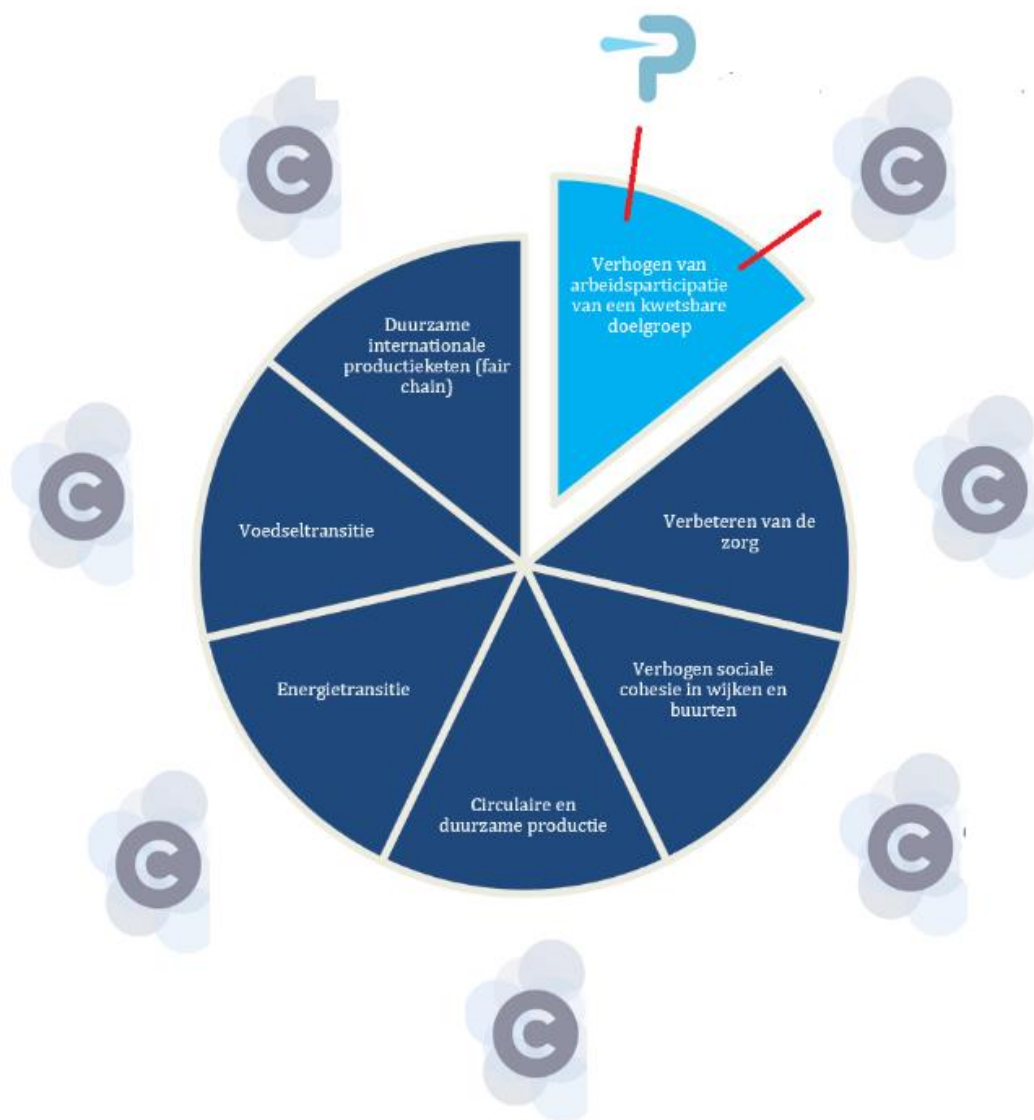 P
C
C
Verhogen van
arbeidsparticipatie
van een kwetsbare
doelgroep
Duurzame
internationale
productieketen (fair
chain)
C
C
Voedseltransitie
Verbeteren van de
zorg
Energietransitie
Verhogen sociale
cohesie in wijken en
buurten
Circulaire en
duurzame productie
C
C
C